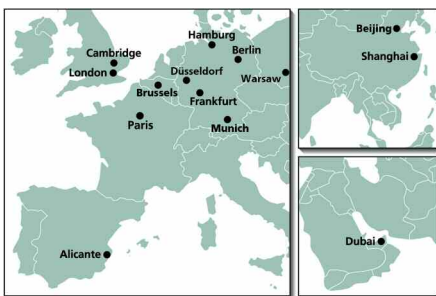 Hamburg
Berlin
Cambridge
London
Düsseldorf
Warsaw
Brussels
Frankfurt
Paris
Munich
Alicante
Beijing
Shanghai
Dubai